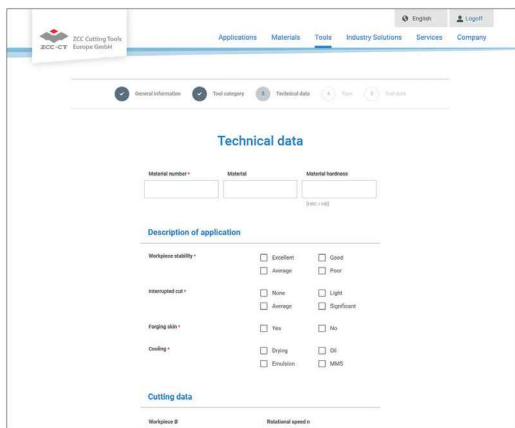 English Logoff
ZCC-CT
ZCC Cutting Tools
Europe GmbH
Applications Materials Tools Industry Solutions Services Company
General information Tool category 3 Technical data 4 5
Technical data
Material number * Material Material hardness
[HRC / HB]
Description of application
Workpiece stability * Excellent Good
Average Poor
Interrupted cut * None Light
Average Significant
Forging skin * Yes No
Cooling * Drying Oil
Emulsion MMS
Cutting data
Workpiece Ø Rotational speed n